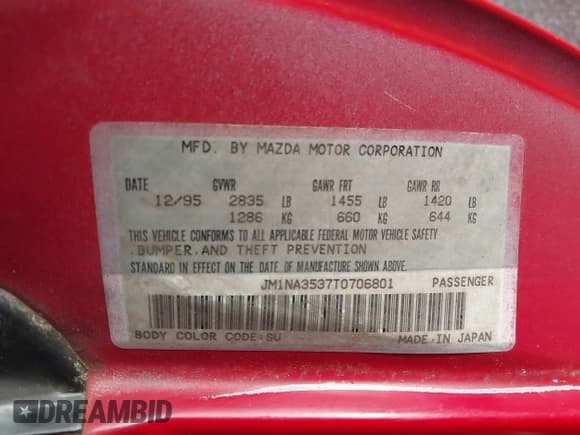 MFD. BY MAZDA MOTOR CORPORATION
DATE GVWR GAWR FRT GAWR RR
12/95 2835 LB 1455 LB 1420 LB
1286 KG 660 KG 644 KG
THIS VEHICLE CONFORMS TO ALL APPLICABLE FEDERAL MOTOR VEHICLE SAFETY
BUMPER.AND THEFT PREVENTION
STANDARD IN EFFECT ON THE DATE OF MANUFACTURE SHOWN ABOVE.
JM1NA3537T0706801 PASSENGER
BODY COLOR CODE:SU MADE.IN JAPAN
DREAMBID